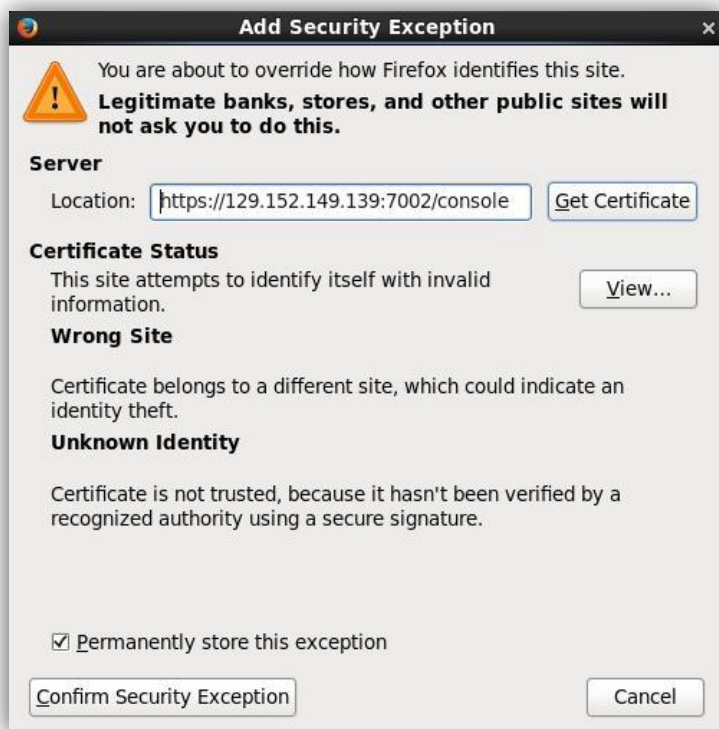 Add Security Exception
You are about to override how Firefox identifies this site.
Legitimate banks, stores, and other public sites will
not ask you to do this.
Server
Location: https://129.152.149.139:7002/console Get Certificate
Certificate Status
This site attempts to identify itself with invalid
information.
View...
Wrong Site
Certificate belongs to a different site, which could indicate an
identity theft.
Unknown Identity
Certificate is not trusted, because it hasn't been verified by a
recognized authority using a secure signature.
Permanently store this exception
Confirm Security Exception Cancel